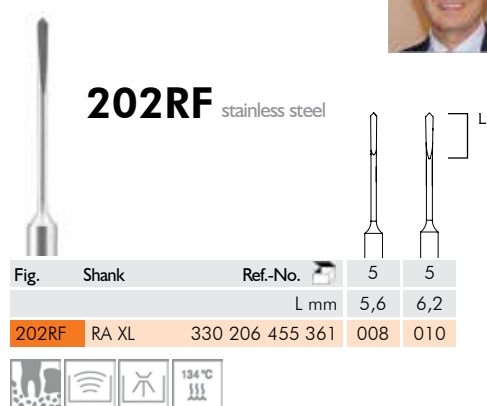 202RF stainless steel
L
Fig. Shank Ref.-No. 5 5
L mm 5,6 6,2
202RF RA XL 330 206 455 361 008 010
134 °C